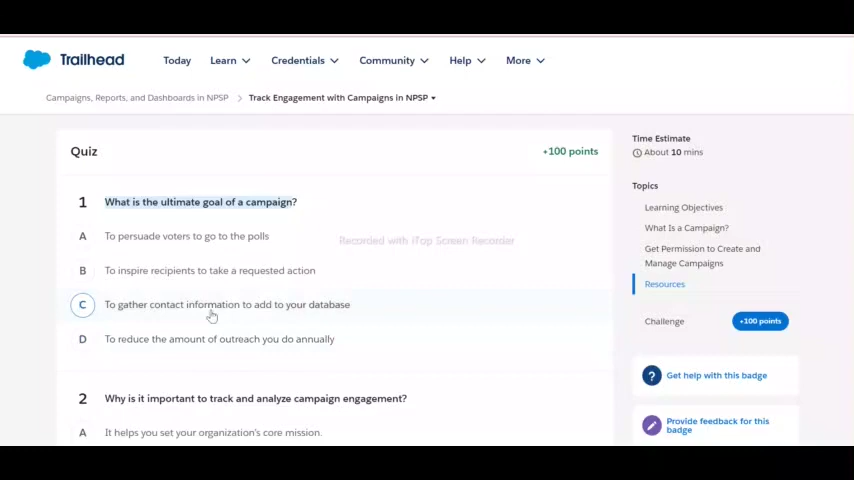 Trailhead
Today Learn Credentials Community Help More
Campaigns, Reports, and Dashboards in NPSP > Track Engagement with Campaigns in NPSP
Quiz +100 points
1 What is the ultimate goal of a campaign?
A To persuade voters to go to the polls
B To inspire recipients to take a requested action
C To gather contact information to add to your database
D To reduce the amount of outreach you do annually
2 Why is it important to track and analyze campaign engagement?
A It helps you set your organization's core mission.
Recorded with iTop Screen Recorder
Time Estimate
About 10 mins
Topics
Learning Objectives
What Is a Campaign?
Get Permission to Create and
Manage Campaigns
Resources
Challenge +100 points
? Get help with this badge
Provide feedback for this
badge